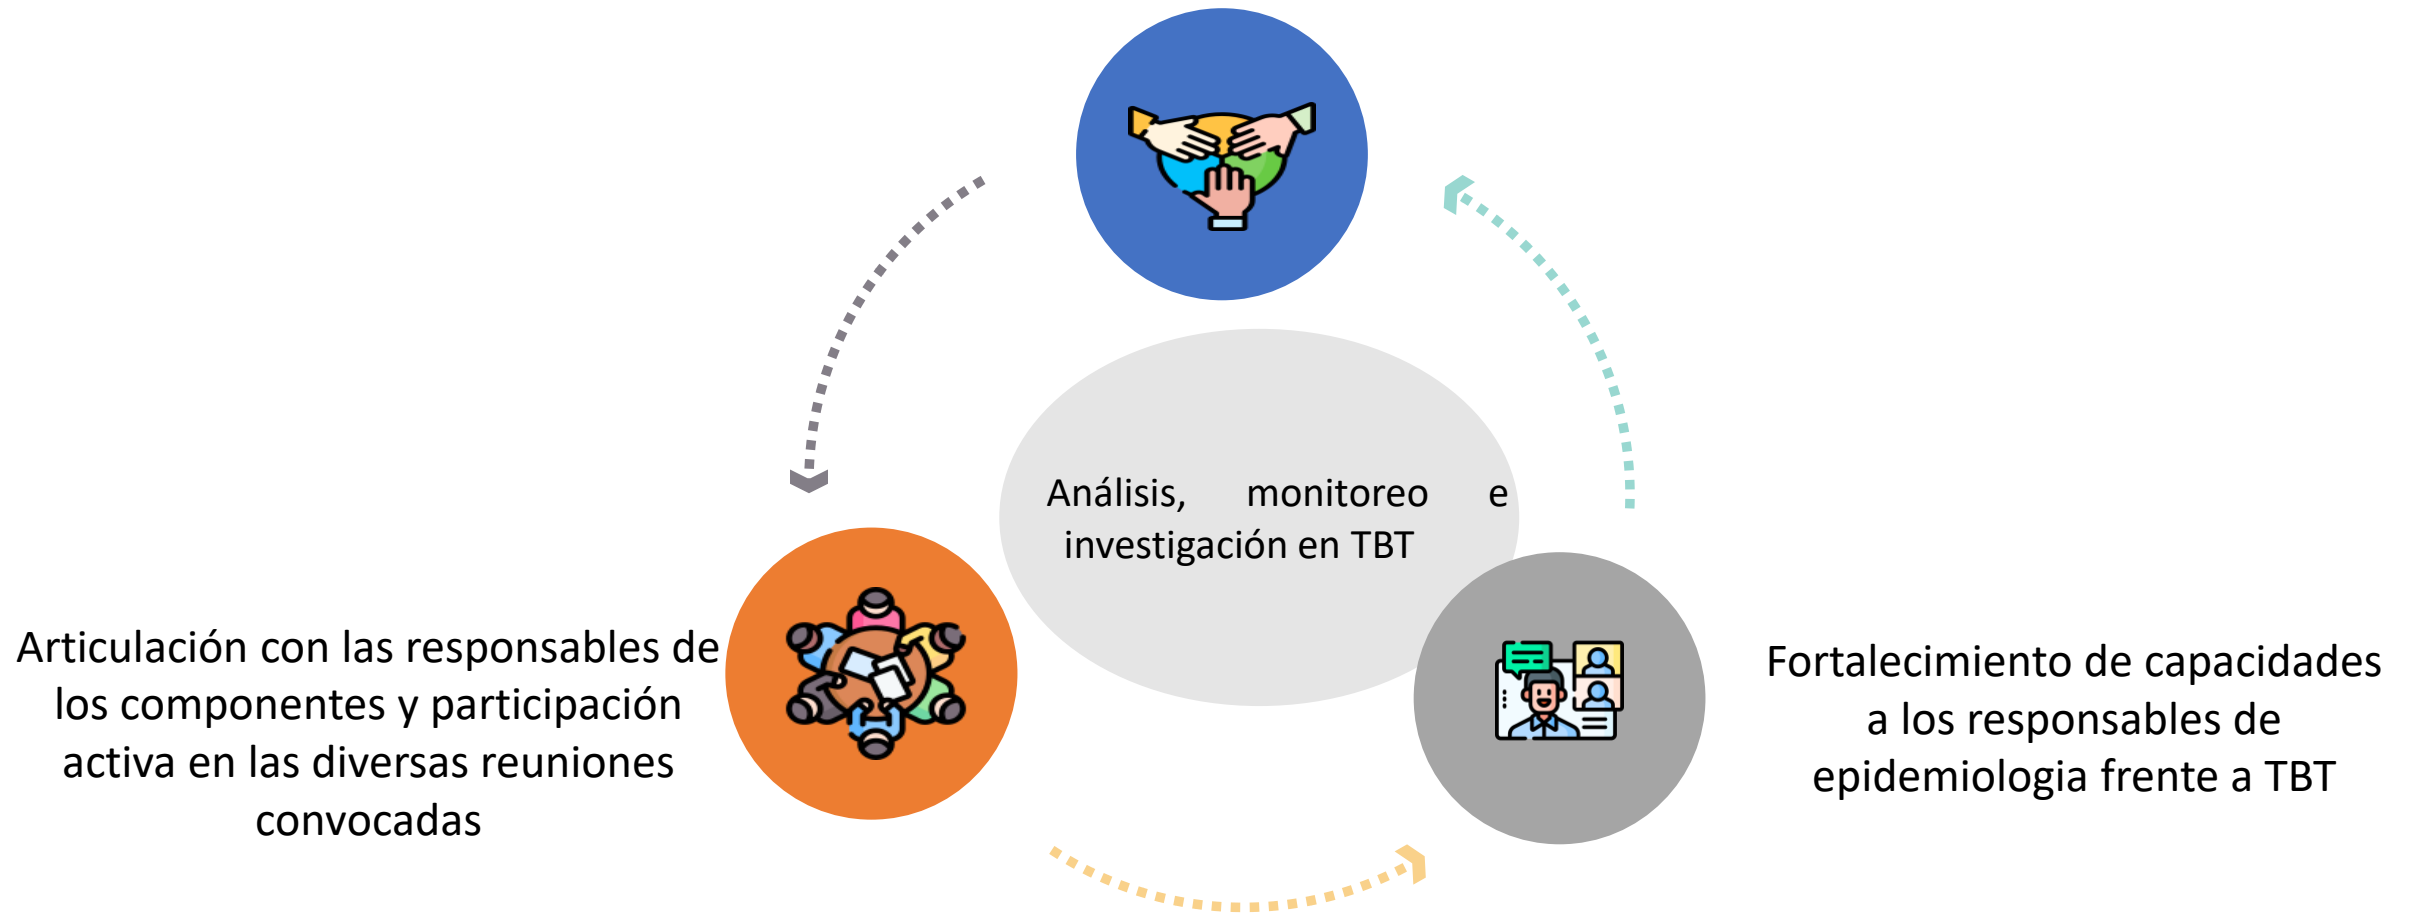 Análisis, monitoreo e
investigación en TBT
Articulación con las responsables de
los componentes y participación
activa en las diversas reuniones
convocadas
Fortalecimiento de capacidades
a los responsables de
epidemiologia frente a TBT